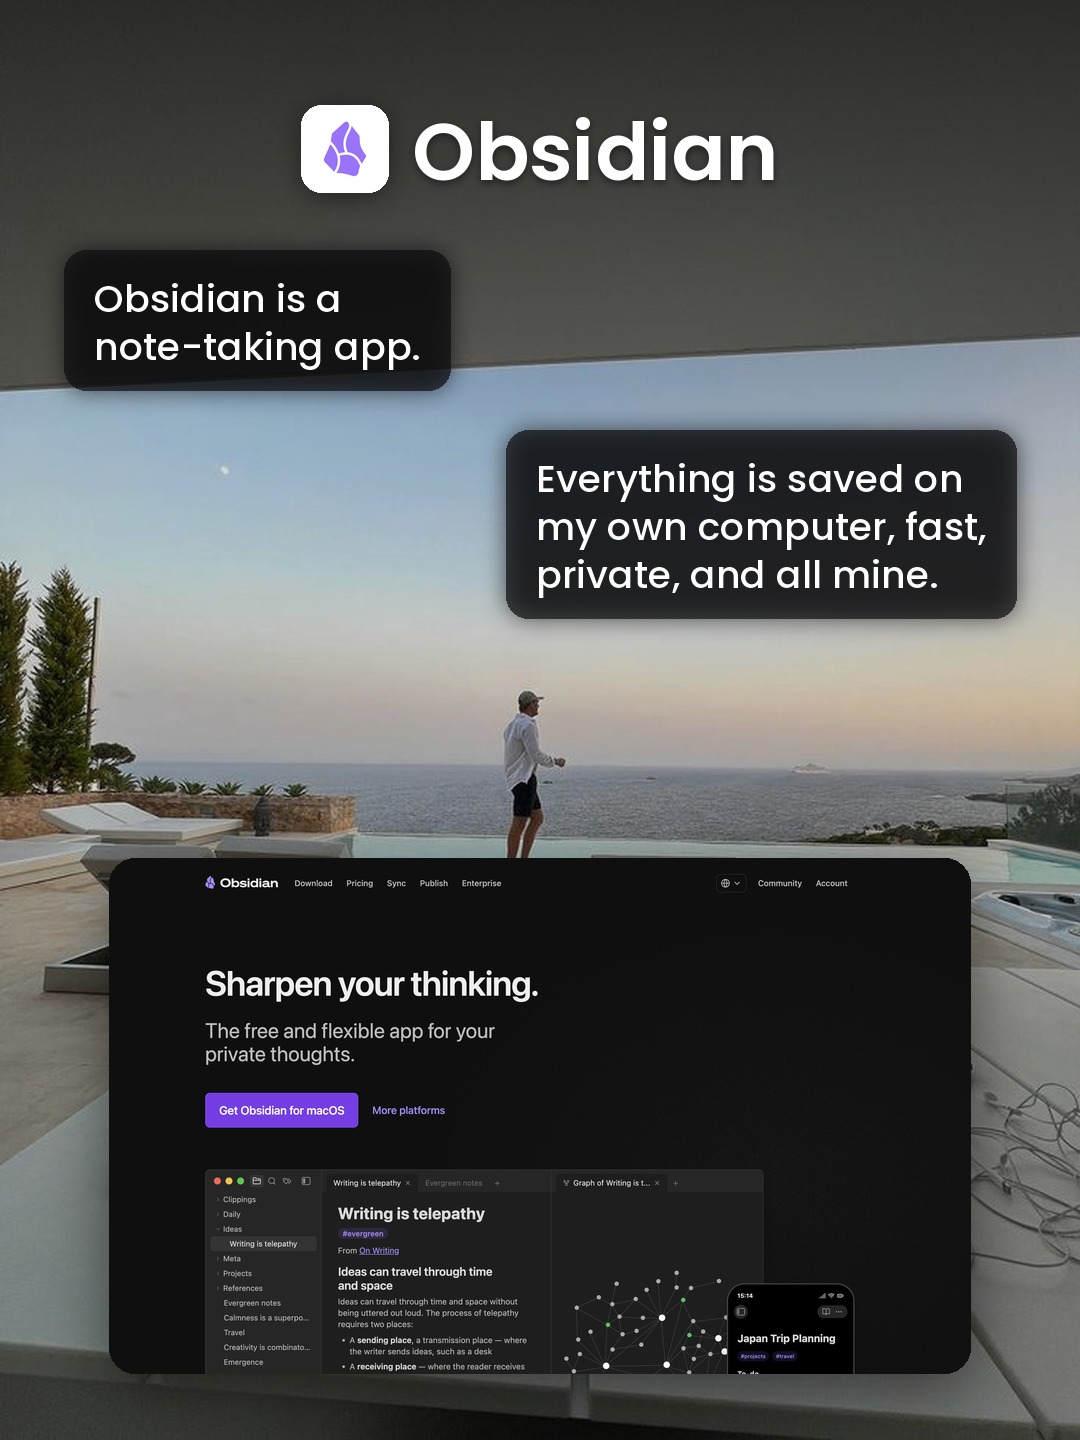 Obsidian
Obsidian is a
note-taking app.
Everything is saved on
my own computer, fast,
private, and all mine.
Obsidian Download Pricing Sync Publish Enterprise Community Account
Sharpen your thinking.
The free and flexible app for your
private thoughts.
Get Obsidian for macOS More platforms
Clippings
Daily
Ideas
Writing is telepathy
Meta
Projects
References
Evergreen notes
Calmness is a superpo...
Travel
Creativity is combinato...
Emergence
Writing is telepathy × Evergreen notes +
Writing is telepathy
#evergreen
From On Writing
Ideas can travel through time
and space
Ideas can travel through time and space without
being uttered out loud. The process of telepathy
requires two places:
• A sending place, a transmission place — where
the writer sends ideas, such as a desk
• A receiving place — where the reader receives
Graph of Writing is t... × +
15:14
Japan Trip Planning
#projects #travel